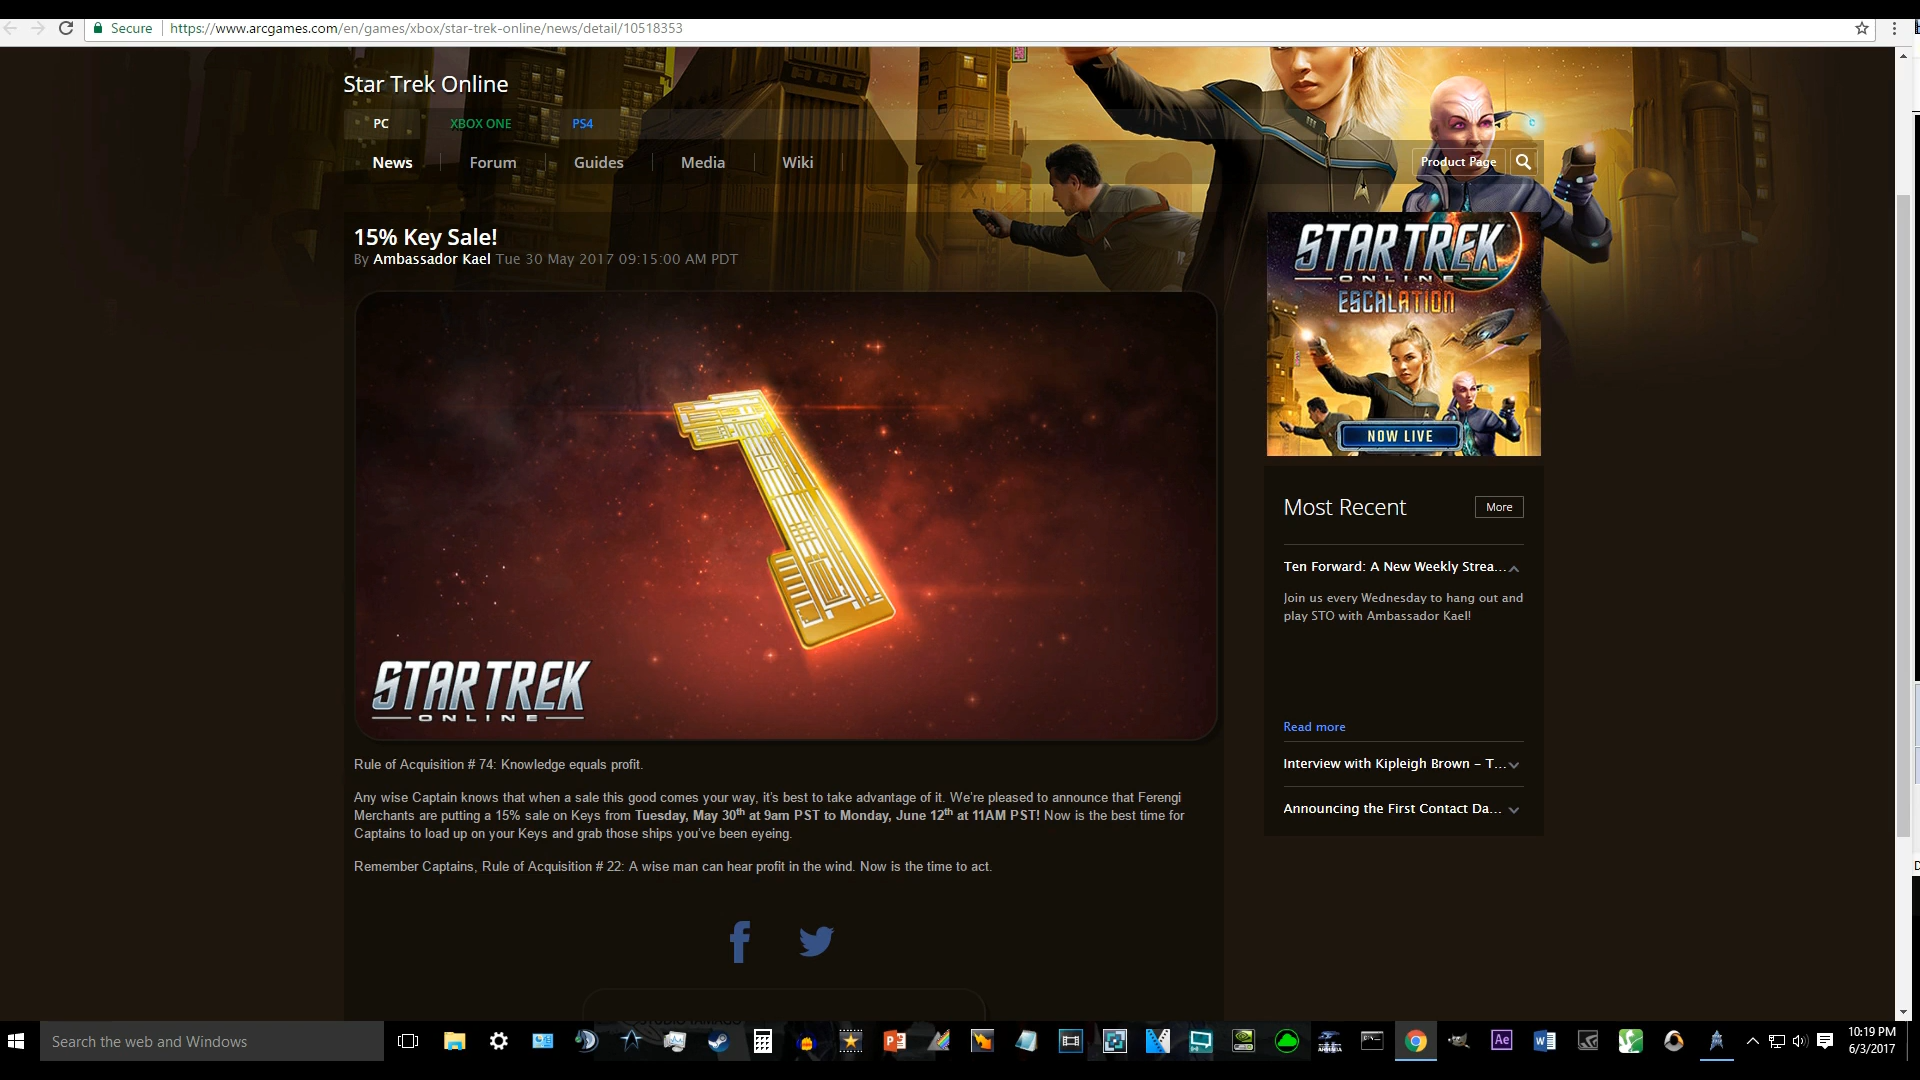 Secure https://www.arcgames.com/en/games/xbox/star-trek-online/news/detail/10518353
Star Trek Online
PC XBOX ONE PS4
News Forum Guides Media Wiki
Product Page
15% Key Sale!
By Ambassador Kael Tue 30 May 2017 09:15:00 AM PDT
STAR TREK
ONLINE
Rule of Acquisition # 74: Knowledge equals profit.
Any wise Captain knows that when a sale this good comes your way, it's best to take advantage of it. We're pleased to announce that Ferengi
Merchants are putting a 15% sale on Keys from Tuesday, May 30th at 9am PST to Monday, June 12th at 11AM PST! Now is the best time for
Captains to load up on your Keys and grab those ships you've been eyeing.
Remember Captains, Rule of Acquisition # 22: A wise man can hear profit in the wind. Now is the time to act.
STAR TREK
ONLINE
ESCALATION
NOW LIVE
Most Recent More
Ten Forward: A New Weekly Strea...
Join us every Wednesday to hang out and
play STO with Ambassador Kael!
Read more
Interview with Kipleigh Brown – T...
Announcing the First Contact Da...
Search the web and Windows
Ae
10:19 PM
6/3/2017